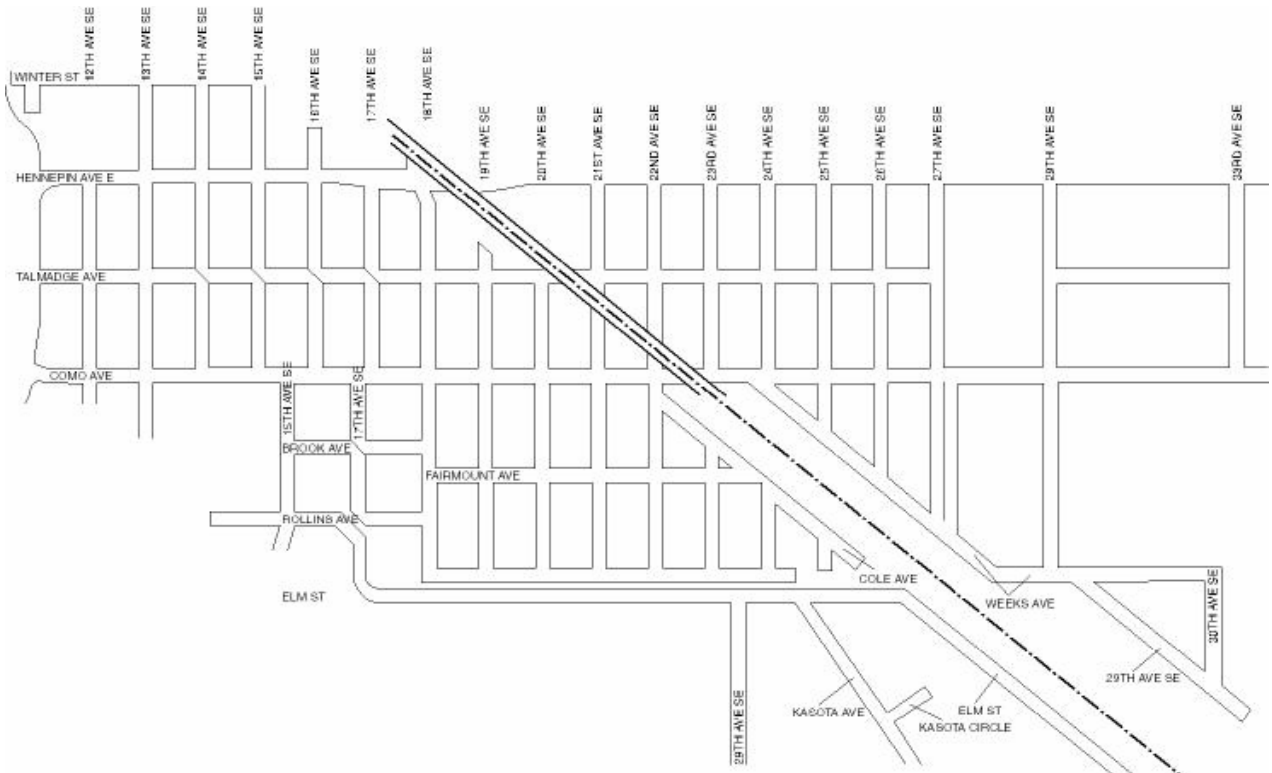 12TH AVE SE
13TH AVE SE
14TH AVE SE
15TH AVE SE
16TH AVE SE
17TH AVE SE
18TH AVE SE
WINTER ST
19TH AVE SE
20TH AVE SE
21ST AVE SE
22ND AVE SE
23RD AVE SE
24TH AVE SE
25TH AVE SE
26TH AVE SE
27TH AVE SE
29TH AVE SE
33RD AVE SE
HENNEPIN AVE E
TALMADGE AVE
COMO AVE
15TH AVE SE
17TH AVE SE
BROOK AVE
FAIRMOUNT AVE
ROLLINS AVE
COLE AVE
ELM ST
WEEKS AVE
30TH AVE SE
29TH AVE SE
29TH AVE SE
KASOTA AVE
ELM ST
KASOTA CIRCLE